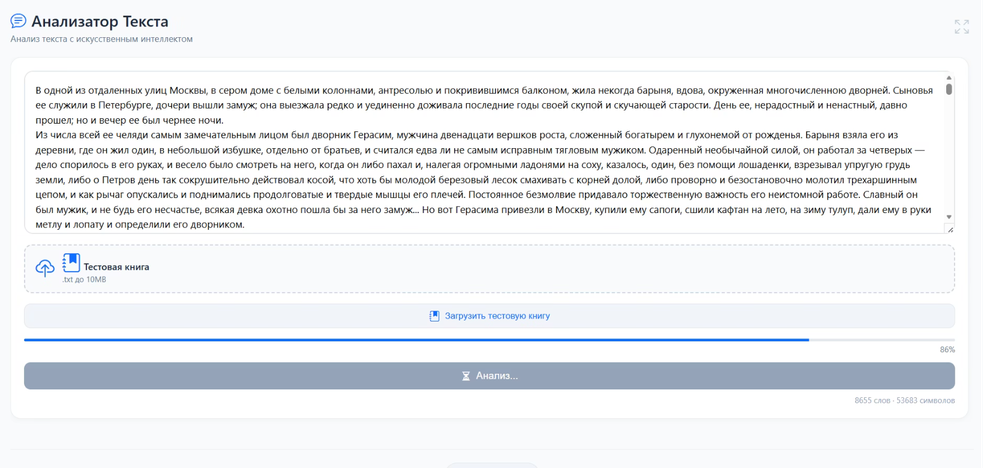 Анализатор Текста
Анализ текста с искусственным интеллектом
В одной из отдаленных улиц Москвы, в сером доме с белыми колоннами, антресолью и покривившимся балконом, жила некогда барыня, вдова, окруженная многочисленною дворней. Сыновья
ее служили в Петербурге, дочери вышли замуж; она выезжала редко и уединенно доживала последние годы своей скупой и скучающей старости. День ее, нерадостный и ненастный, давно
прошел; но и вечер ее был чернее ночи.
Из числа всей ее челяди самым замечательным лицом был дворник Герасим, мужчина двенадцати вершков роста, сложенный богатырем и глухонемой от рожденья. Барыня взяла его из
деревни, где он жил один, в небольшой избушке, отдельно от братьев, и считался едва ли не самым исправным тягловым мужиком. Одаренный необычайной силой, он работал за четверых —
дело спорилось в его руках, и весело было смотреть на него, когда он либо пахал и, налегая огромными ладонями на соху, казалось, один, без помощи лошаденки, взрезывал упругую грудь
земли, либо о Петров день так сокрушительно действовал косой, что хоть бы молодой березовый лесок смахивать с корней долой, либо проворно и безостановочно молотил трехаршинным
цепом, и как рычаг опускались и поднимались продолговатые и твердые мышцы его плечей. Постоянное безмолвие придавало торжественную важность его неистомной работе. Славный он
был мужик, и не будь его несчастье, всякая девка охотно пошла бы за него замуж... Но вот Герасима привезли в Москву, купили ему сапоги, сшили кафтан на лето, на зиму тулуп, дали ему в руки
метлу и лопату и определили его дворником.
Тестовая книга
.txt до 10MB
Загрузить тестовую книгу
86%
Анализ...
8655 слов · 53683 символов